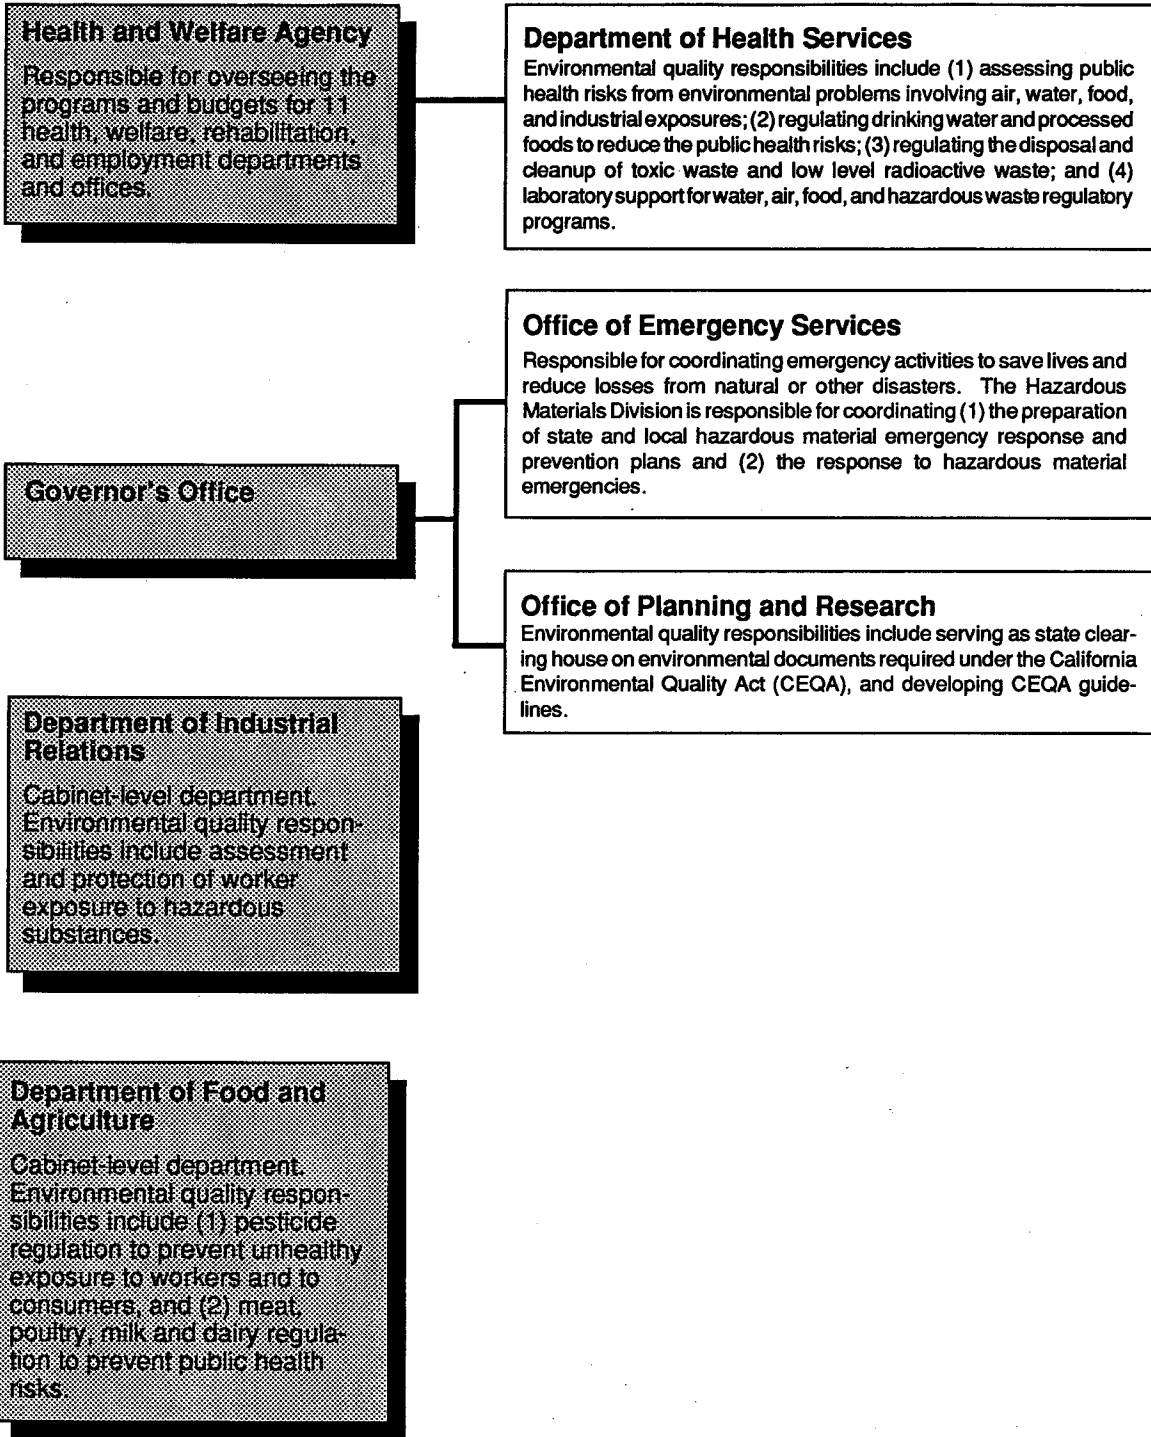 Health and Welfare Agency
Responsible for overseeing the
programs and budgets for 11
health, welfare, rehabilitation,
and employment departments
and offices.
Department of Health Services
Environmental quality responsibilities include (1) assessing public
health risks from environmental problems involving air, water, food,
and industrial exposures; (2) regulating drinking water and processed
foods to reduce the public health risks; (3) regulating the disposal and
cleanup of toxic waste and low level radioactive waste; and (4)
laboratory support for water, air, food, and hazardous waste regulatory
programs.
Governor's Office
Office of Emergency Services
Responsible for coordinating emergency activities to save lives and
reduce losses from natural or other disasters. The Hazardous
Materials Division is responsible for coordinating (1) the preparation
of state and local hazardous material emergency response and
prevention plans and (2) the response to hazardous material
emergencies.
Office of Planning and Research
Environmental quality responsibilities include serving as state clear-
ing house on environmental documents required under the California
Environmental Quality Act (CEQA), and developing CEQA guide-
lines.
Department of Industrial
Relations
Cabinet-level department.
Environmental quality respon-
sibilities include assessment
and protection of worker
exposure to hazardous
substances.
Department of Food and
Agriculture
Cabinet-level department.
Environmental quality respon-
sibilities include (1) pesticide
regulation to prevent unhealthy
exposure to workers and to
consumers, and (2) meat,
poultry, milk and dairy regula-
tion to prevent public health
risks.